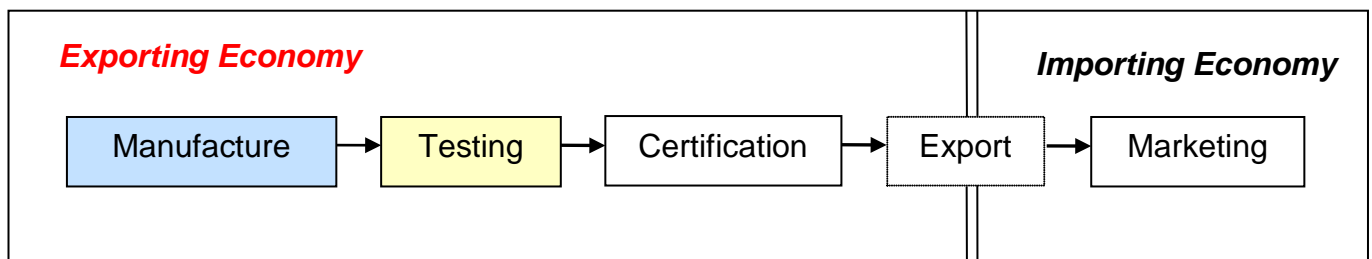 Exporting Economy
Importing Economy
Manufacture
Testing
Certification
Export
Marketing